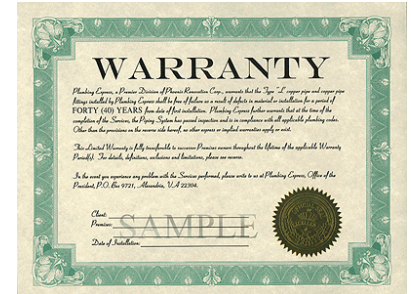 WARRANTY
Plumbing Express, a Premier Division of Phoenix Renovation Corp., warrants that the Type "L" copper pipe and copper pipe
fittings installed by Plumbing Express shall be free of failure as a result of defects in material or installation for a period of
FORTY (40) YEARS from date of first installation. Plumbing Express further warrants that at the time of the
completion of the Services, the Piping System has passed inspection and is in compliance with all applicable plumbing codes.
Other than the provisions on the reverse side hereof, no other express or implied warranties apply or exist.
This Limited Warranty is fully transferable to successor Premises owners throughout the lifetime of the applicable Warranty
Period(s). For details, definitions, exclusions and limitations, please see reverse.
In the event you experience any problem with the Services performed, please write to us at Plumbing Express, Office of the
President, P.O. Box 9721, Alexandria, VA 22304.
Client:
Premises:
SAMPLE
Date of Installation: